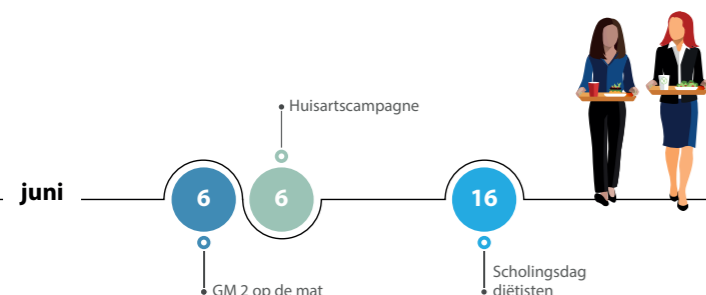 Huisartscampagne
juni
6
6
16
GM 2 op de mat
Scholingsdag
diëtisten